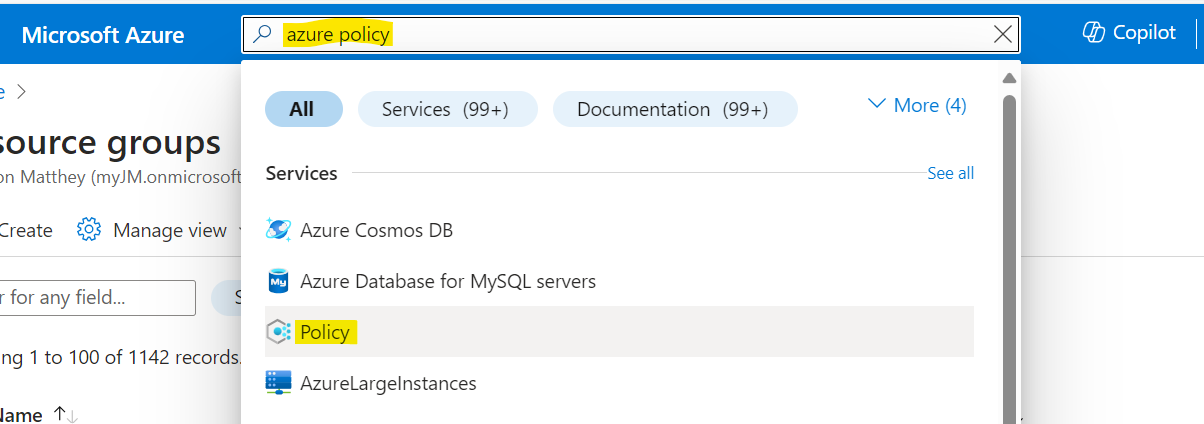 Microsoft Azure
azure policy
Copilot
All
Services (99+)
Documentation (99+)
More (4)
source groups
on Matthey (myJM.onmicrosoft
Services
See all
Create
Manage view
Azure Cosmos DB
My
Azure Database for MySQL servers
r for any field...
S
Policy
ng 1 to 100 of 1142 records.
AzureLargeInstances
Name